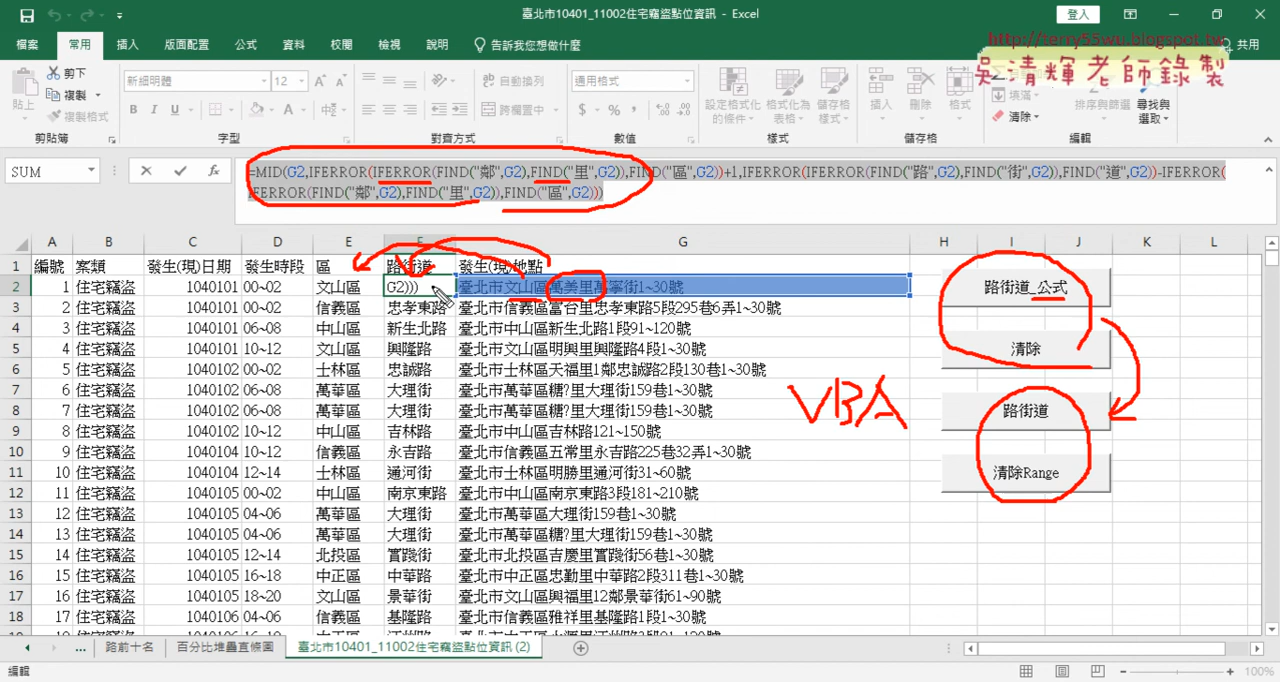 臺北市10401_11002住宅竊盜點位資訊 - Excel
登入
http://terry55wu.blogspot.tw
吳清輝老師錄製
檔案 常用 插入 版面配置 公式 資料 校閱 檢視 說明 告訴我您想做什麼 共用
貼上 剪下 複製 複製格式 剪貼簿
新細明體 12 B I U A 字型
自動換列 跨欄置中 對齊方式
通用格式 $ % 數值
設定格式化的條件 格式化為表格 儲存格樣式 樣式
插入 刪除 格式 儲存格
填滿 清除 排序與篩選 尋找與選取 編輯
SUM
=MID(G2,IFERROR(IFERROR(FIND("鄰",G2),FIND("里",G2)),FIND("區",G2))+1,IFERROR(IFERROR(FIND("路",G2),FIND("街",G2)),FIND("道",G2))-IFERROR(
IFERROR(FIND("鄰",G2),FIND("里",G2)),FIND("區",G2)))
A B C D E F G H I J K L
1 編號 案類 發生(現)日期 發生時段 區 路街道 發生(現)地點
2 1 住宅竊盜 1040101 00~02 文山區 G2))) 臺北市文山區萬美里萬寧街1~30號
3 2 住宅竊盜 1040101 00~02 信義區 忠孝東路 臺北市信義區富台里忠孝東路5段295巷6弄1~30號
4 3 住宅竊盜 1040101 06~08 中山區 新生北路 臺北市中山區新生北路1段91~120號
5 4 住宅竊盜 1040101 10~12 文山區 興隆路 臺北市文山區明興里興隆路4段1~30號
6 5 住宅竊盜 1040102 00~02 士林區 忠誠路 臺北市士林區天福里1鄰忠誠路2段130巷1~30號
7 6 住宅竊盜 1040102 06~08 萬華區 大理街 臺北市萬華區糖?里大理街159巷1~30號
8 7 住宅竊盜 1040102 06~08 萬華區 大理街 臺北市萬華區糖?里大理街159巷1~30號
9 8 住宅竊盜 1040102 08~10 中山區 吉林路 臺北市中山區吉林路121~150號
10 9 住宅竊盜 1040102 10~12 信義區 永吉路 臺北市信義區五常里永吉路225巷32弄1~30號
11 10 住宅竊盜 1040104 12~14 士林區 通河街 臺北市士林區明勝里通河街31~60號
12 11 住宅竊盜 1040105 00~02 中山區 南京東路 臺北市中山區南京東路3段181~210號
13 12 住宅竊盜 1040105 04~06 萬華區 大理街 臺北市萬華區大理街159巷1~30號
14 13 住宅竊盜 1040105 04~06 萬華區 大理街 臺北市萬華區糖?里大理街159巷1~30號
15 14 住宅竊盜 1040105 12~14 北投區 實踐街 臺北市北投區吉慶里實踐街56巷1~30號
16 15 住宅竊盜 1040105 16~18 中正區 中華路 臺北市中正區忠勤里中華路2段311巷1~30號
17 16 住宅竊盜 1040105 18~20 文山區 景華街 臺北市文山區興福里12鄰景華街61~90號
18 17 住宅竊盜 1040106 04~06 信義區 基隆路 臺北市信義區雅祥里基隆路1段1~30號
路街道_公式
清除
路街道
清除Range
VBA
... 路前十名 百分比堆疊直條圖 臺北市10401_11002住宅竊盜點位資訊 (2)
編輯 100%